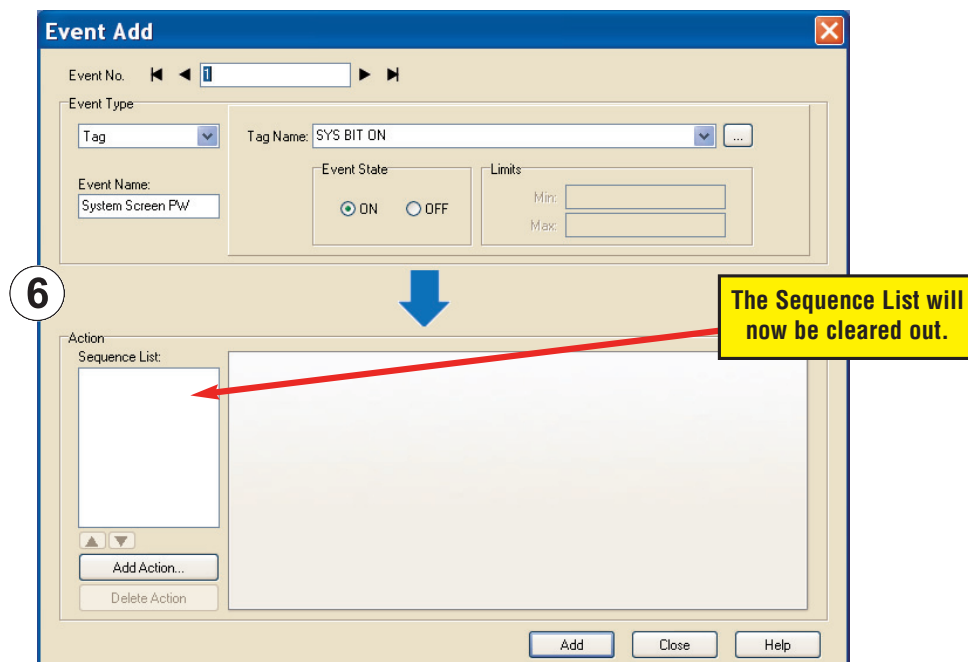 Event Add
Event No. 1
Event Type
Tag
Tag Name: SYS BIT ON
...
Event State
Limits
Event Name:
System Screen PW
ON
OFF
Min:
Max:
6
The Sequence List will
now be cleared out.
Action
Sequence List:
Add Action...
Delete Action
Add
Close
Help